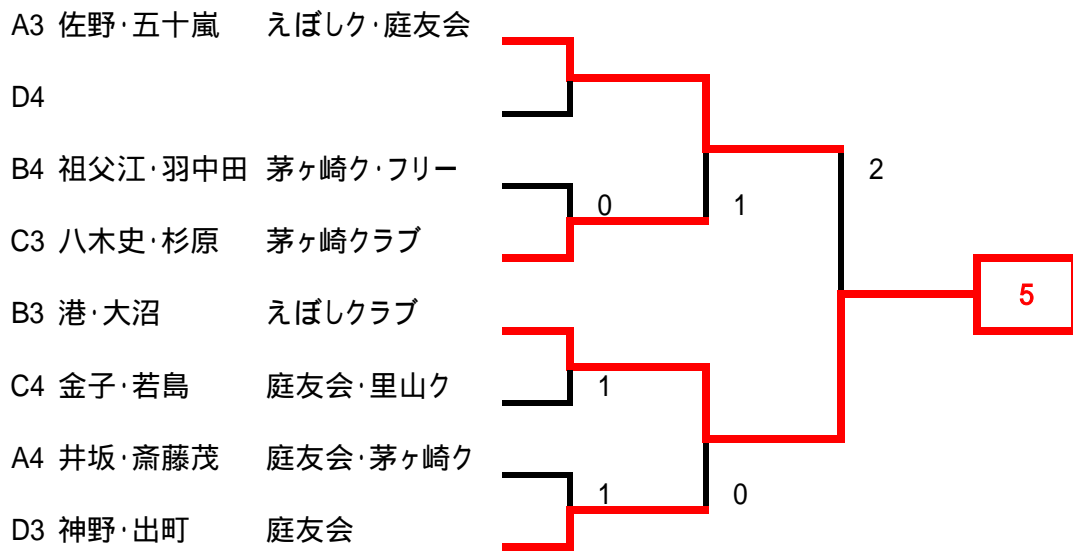 A3 佐野・五十嵐 えぼしク・庭友会
D4
B4 祖父江・羽中田 茅ヶ崎ク・フリー
2
0
1
C3 八木史・杉原 茅ヶ崎クラブ
B3 港・大沼 えぼしクラブ
5
C4 金子・若島 庭友会・里山ク
1
A4 井坂・斎藤茂 庭友会・茅ヶ崎ク
1
0
D3 神野・出町 庭友会